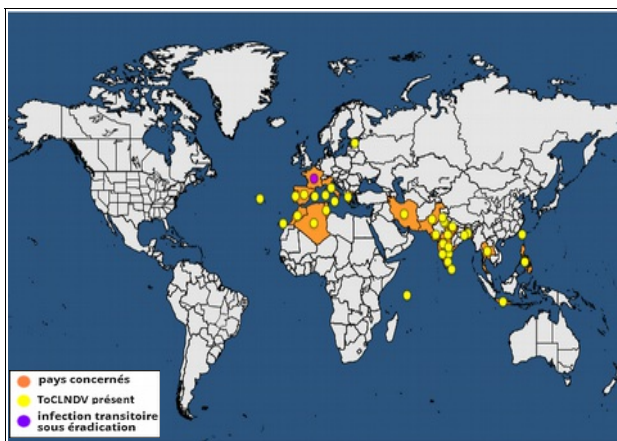 pays concernés
ToCLNDV présent
infection transitoire
sous éradication